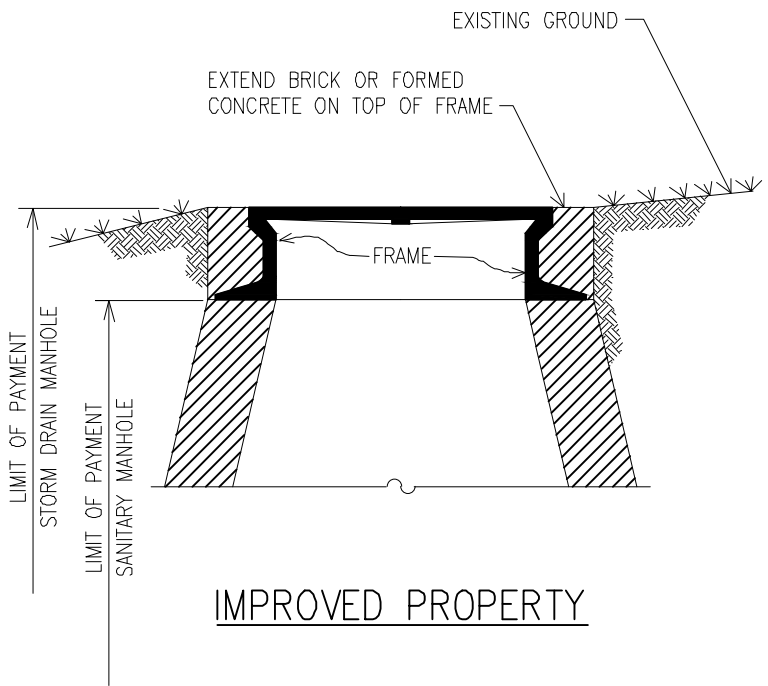 EXISTING GROUND
EXTEND BRICK OR FORMED
CONCRETE ON TOP OF FRAME
FRAME
LIMIT OF PAYMENT
STORM DRAIN MANHOLE
LIMIT OF PAYMENT
SANITARY MANHOLE
IMPROVED PROPERTY